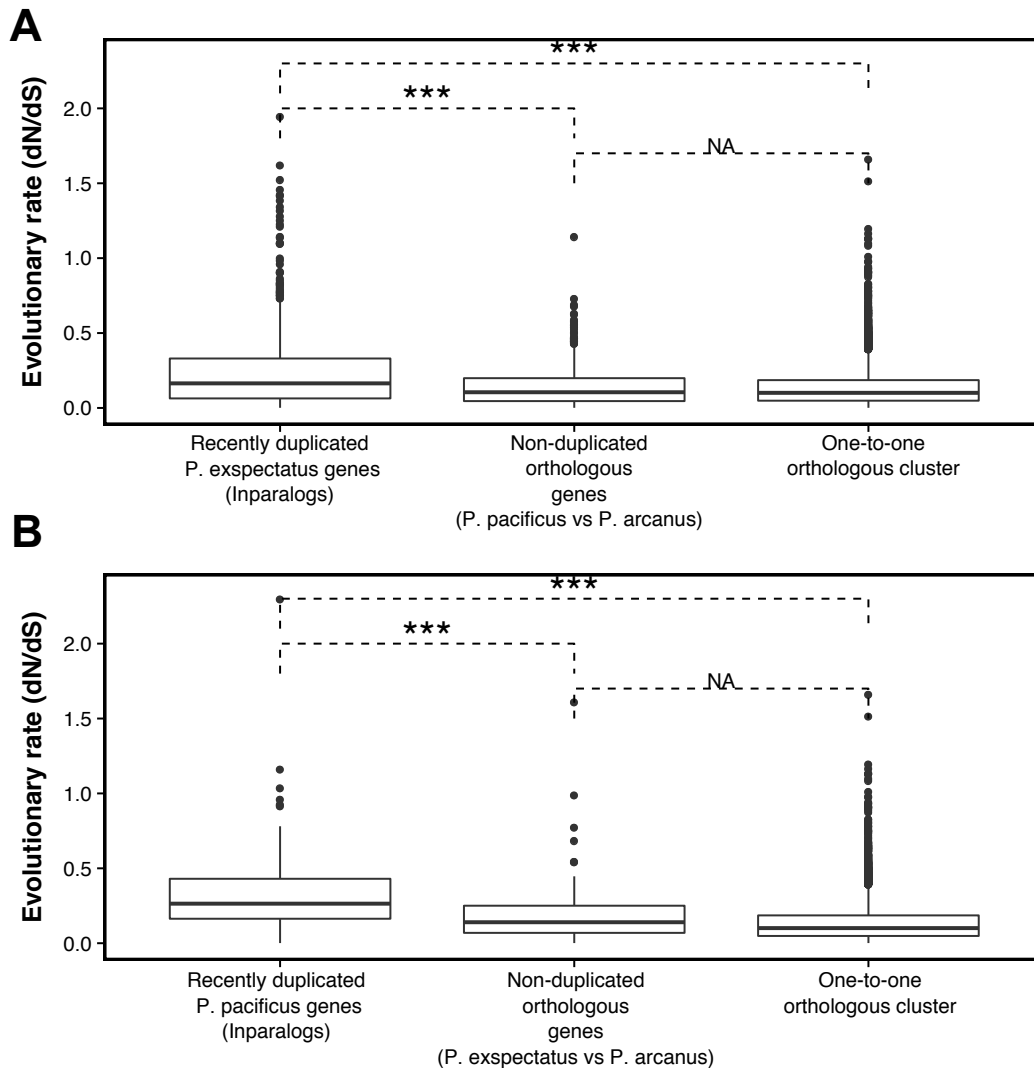 A
***
***
NA
Evolutionary rate (dN/dS)
2.0
1.5
1.0
0.5
0.0
Recently duplicated
P. exspectatus genes
(Inparalogs)
Non-duplicated
orthologous
genes
(P. pacificus vs P. arcanus)
One-to-one
orthologous cluster
B
***
***
NA
Evolutionary rate (dN/dS)
2.0
1.5
1.0
0.5
0.0
Recently duplicated
P. pacificus genes
(Inparalogs)
Non-duplicated
orthologous
genes
(P. exspectatus vs P. arcanus)
One-to-one
orthologous cluster